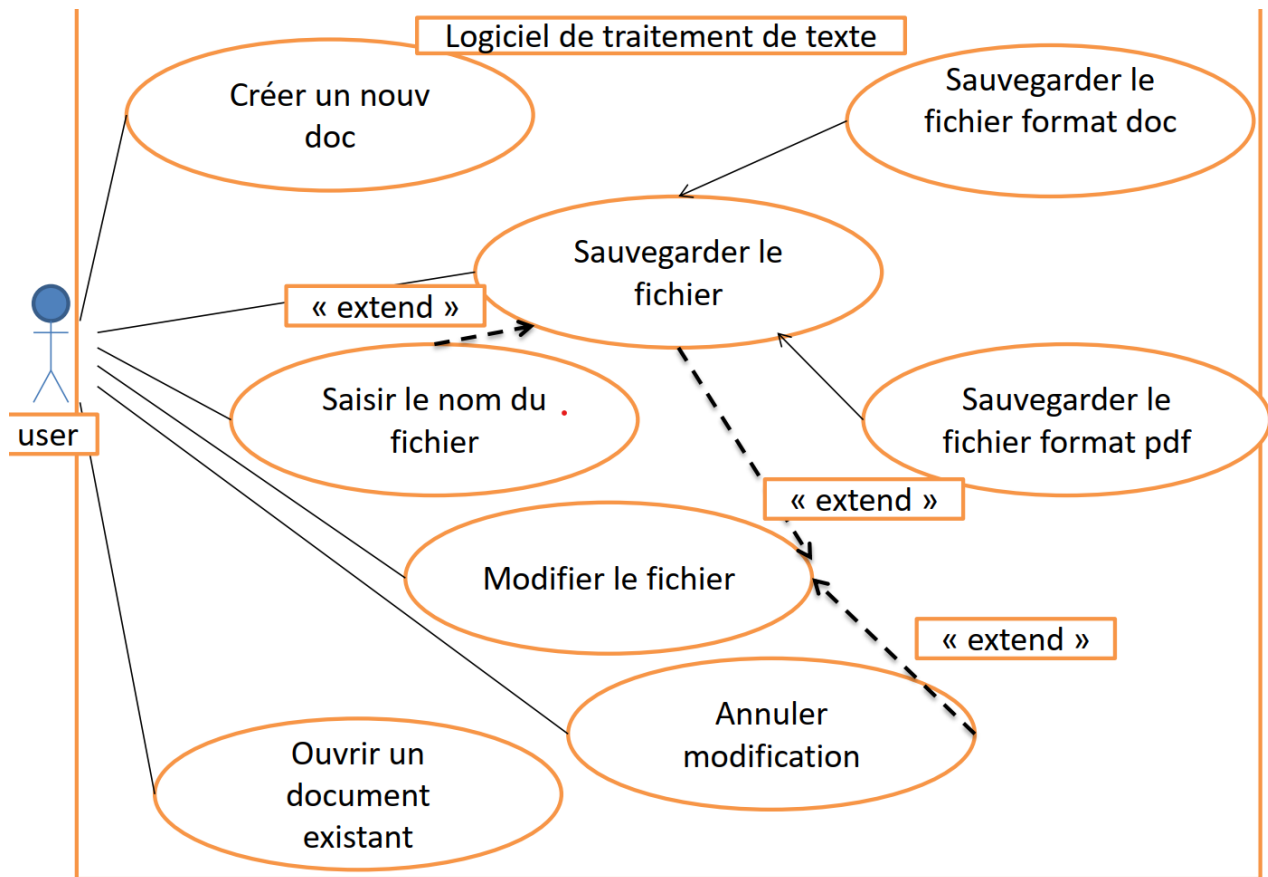 Logiciel de traitement de texte
Créer un nouv
doc
Sauvegarder le
fichier format doc
Sauvegarder le
fichier
« extend »
Saisir le nom du
fichier
Sauvegarder le
fichier format pdf
user
« extend »
Modifier le fichier
« extend »
Annuler
modification
Ouvrir un
document
existant